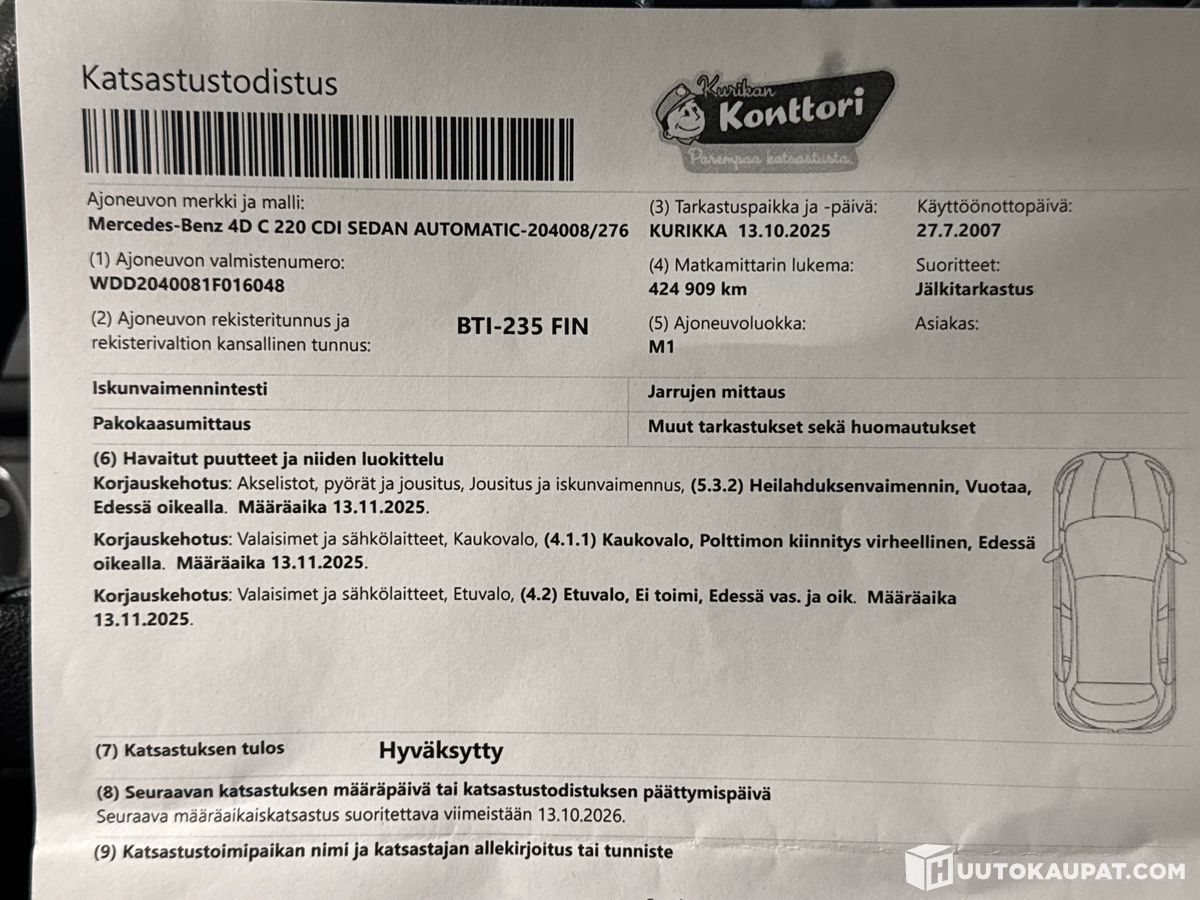 Katsastustodistus
Kurikan
Konttori
Parempaa katsastusta.
Ajoneuvon merkki ja malli:
Mercedes-Benz 4D C 220 CDI SEDAN AUTOMATIC-204008/276
(1) Ajoneuvon valmistenumero:
WDD2040081F016048
(2) Ajoneuvon rekisteritunnus ja
rekisterivaltion kansallinen tunnus:
BTI-235 FIN
(3) Tarkastuspaikka ja -päivä:
KURIKKA 13.10.2025
(4) Matkamittarin lukema:
424 909 km
(5) Ajoneuvoluokka:
M1
Käyttöönottopäivä:
27.7.2007
Suoritteet:
Jälkitarkastus
Asiakas:
Iskunvaimennintesti
Jarrujen mittaus
Pakokaasumittaus
Muut tarkastukset sekä huomautukset
(6) Havaitut puutteet ja niiden luokittelu
Korjauskehotus: Akselistot, pyörät ja jousitus, Jousitus ja iskunvaimennus, (5.3.2) Heilahduksenvaimennin, Vuotaa,
Edessä oikealla. Määräaika 13.11.2025.
Korjauskehotus: Valaisimet ja sähkölaitteet, Kaukovalo, (4.1.1) Kaukovalo, Polttimon kiinnitys virheellinen, Edessä
oikealla. Määräaika 13.11.2025.
Korjauskehotus: Valaisimet ja sähkölaitteet, Etuvalo, (4.2) Etuvalo, Ei toimi, Edessä vas. ja oik. Määräaika
13.11.2025.
(7) Katsastuksen tulos
Hyväksytty
(8) Seuraavan katsastuksen määräpäivä tai katsastustodistuksen päättymispäivä
Seuraava määräaikaiskatsastus suoritettava viimeistään 13.10.2026.
(9) Katsastustoimipaikan nimi ja katsastajan allekirjoitus tai tunniste
HUUTOKAUPAT.COM